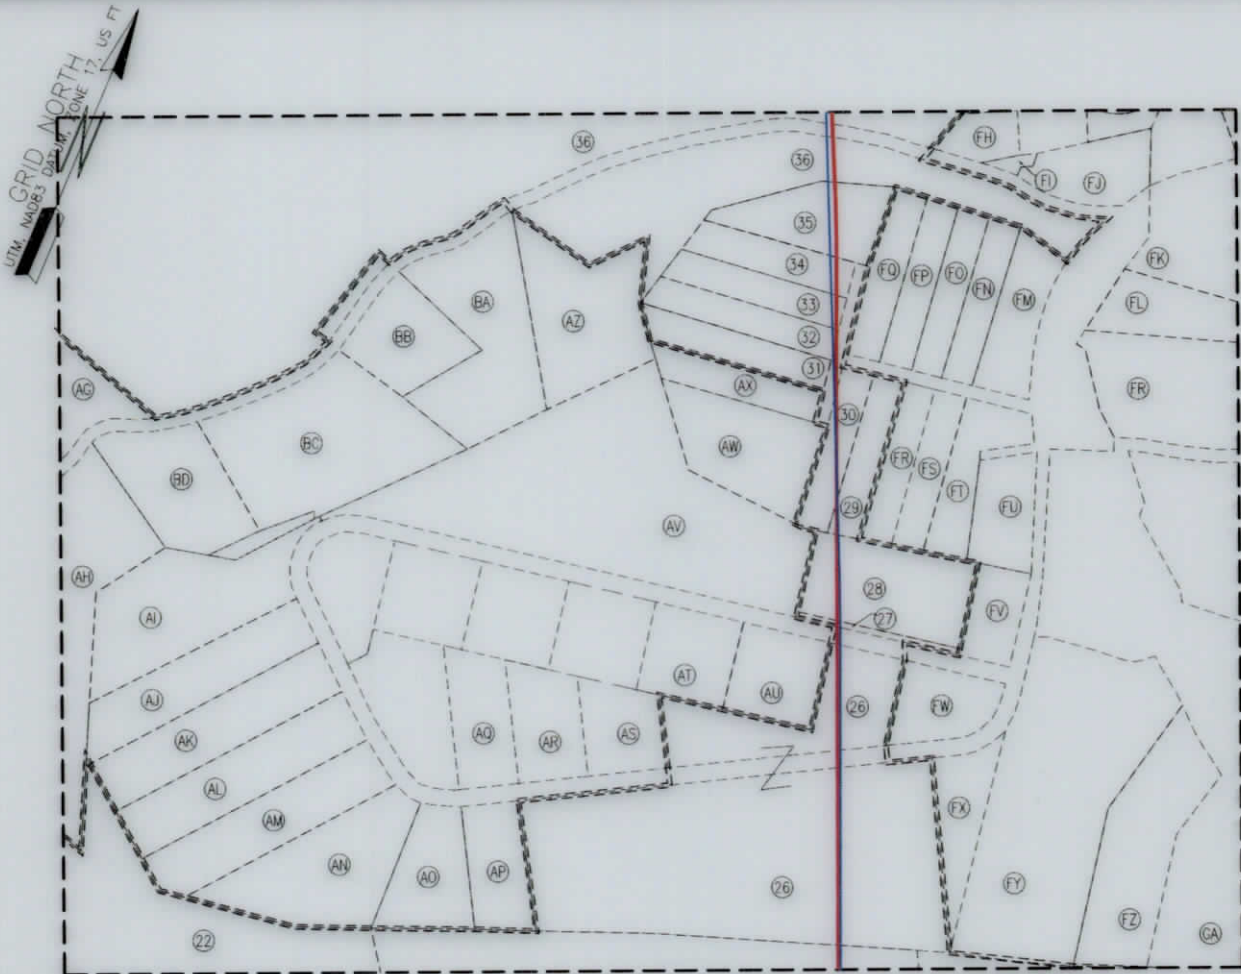 GRID NORTH
UTM, NAD83 DATUM, ZONE 17, US FT
36
36
FH
FI
FJ
35
34
33
32
31
FQ
FP
FO
FN
FM
FK
FL
FR
BA
BB
AZ
AG
BC
BD
AX
AW
30
29
FR
FS
FT
FU
AV
AH
AI
28
27
FV
AJ
AK
AL
AM
AN
AO
AP
AQ
AR
AS
AT
AU
26
FW
Z
FX
FY
FZ
GA
26
22